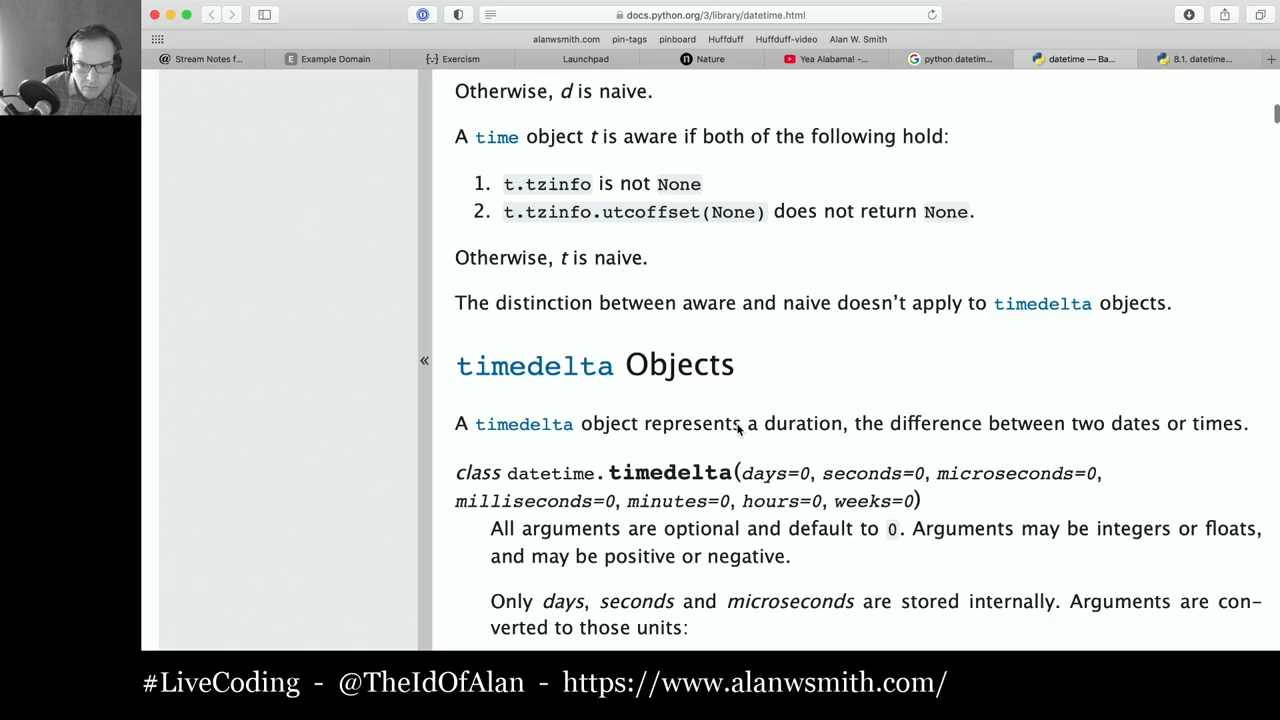 docs.python.org/3/library/datetime.html
alanwsmith.com pin-tags pinboard Huffduff Huffduff-video Alan W. Smith
@ Stream Notes f... E Example Domain {-} Exercism Launchpad n Nature Yea Alabama! -... G python datetim... datetime — Ba... 8.1. datetime...
Otherwise, d is naive.
A time object t is aware if both of the following hold:
1. t.tzinfo is not None
2. t.tzinfo.utcoffset(None) does not return None.
Otherwise, t is naive.
The distinction between aware and naive doesn’t apply to timedelta objects.
«
timedelta Objects
A timedelta object represents a duration, the difference between two dates or times.
class datetime.timedelta(days=0, seconds=0, microseconds=0,
milliseconds=0, minutes=0, hours=0, weeks=0)
All arguments are optional and default to 0. Arguments may be integers or floats,
and may be positive or negative.
Only days, seconds and microseconds are stored internally. Arguments are con-
verted to those units:
#LiveCoding - @TheIdOfAlan - https://www.alanwsmith.com/